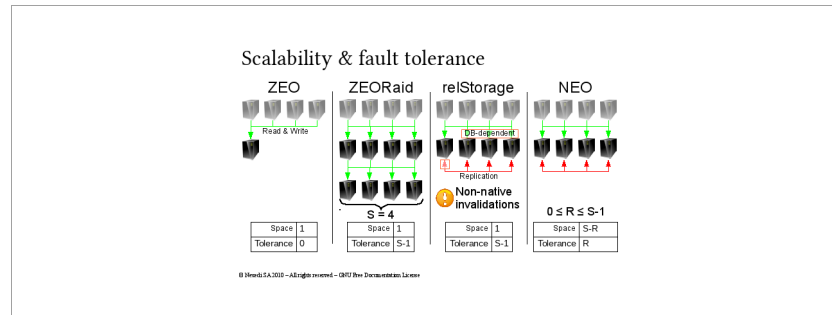 Scalability & fault tolerance
ZEO
ZEORaid
relStorage
NEO
Read & Write
DB-dependent
Replication
Non-native
invalidations
S = 4
0 ≤ R ≤ S-1
Space 1
Tolerance 0
Space 1
Tolerance S-1
Space 1
Tolerance S-1
Space S-R
Tolerance R
© Nexedi SA 2010 – All rights reserved – GNU Free Documentation License